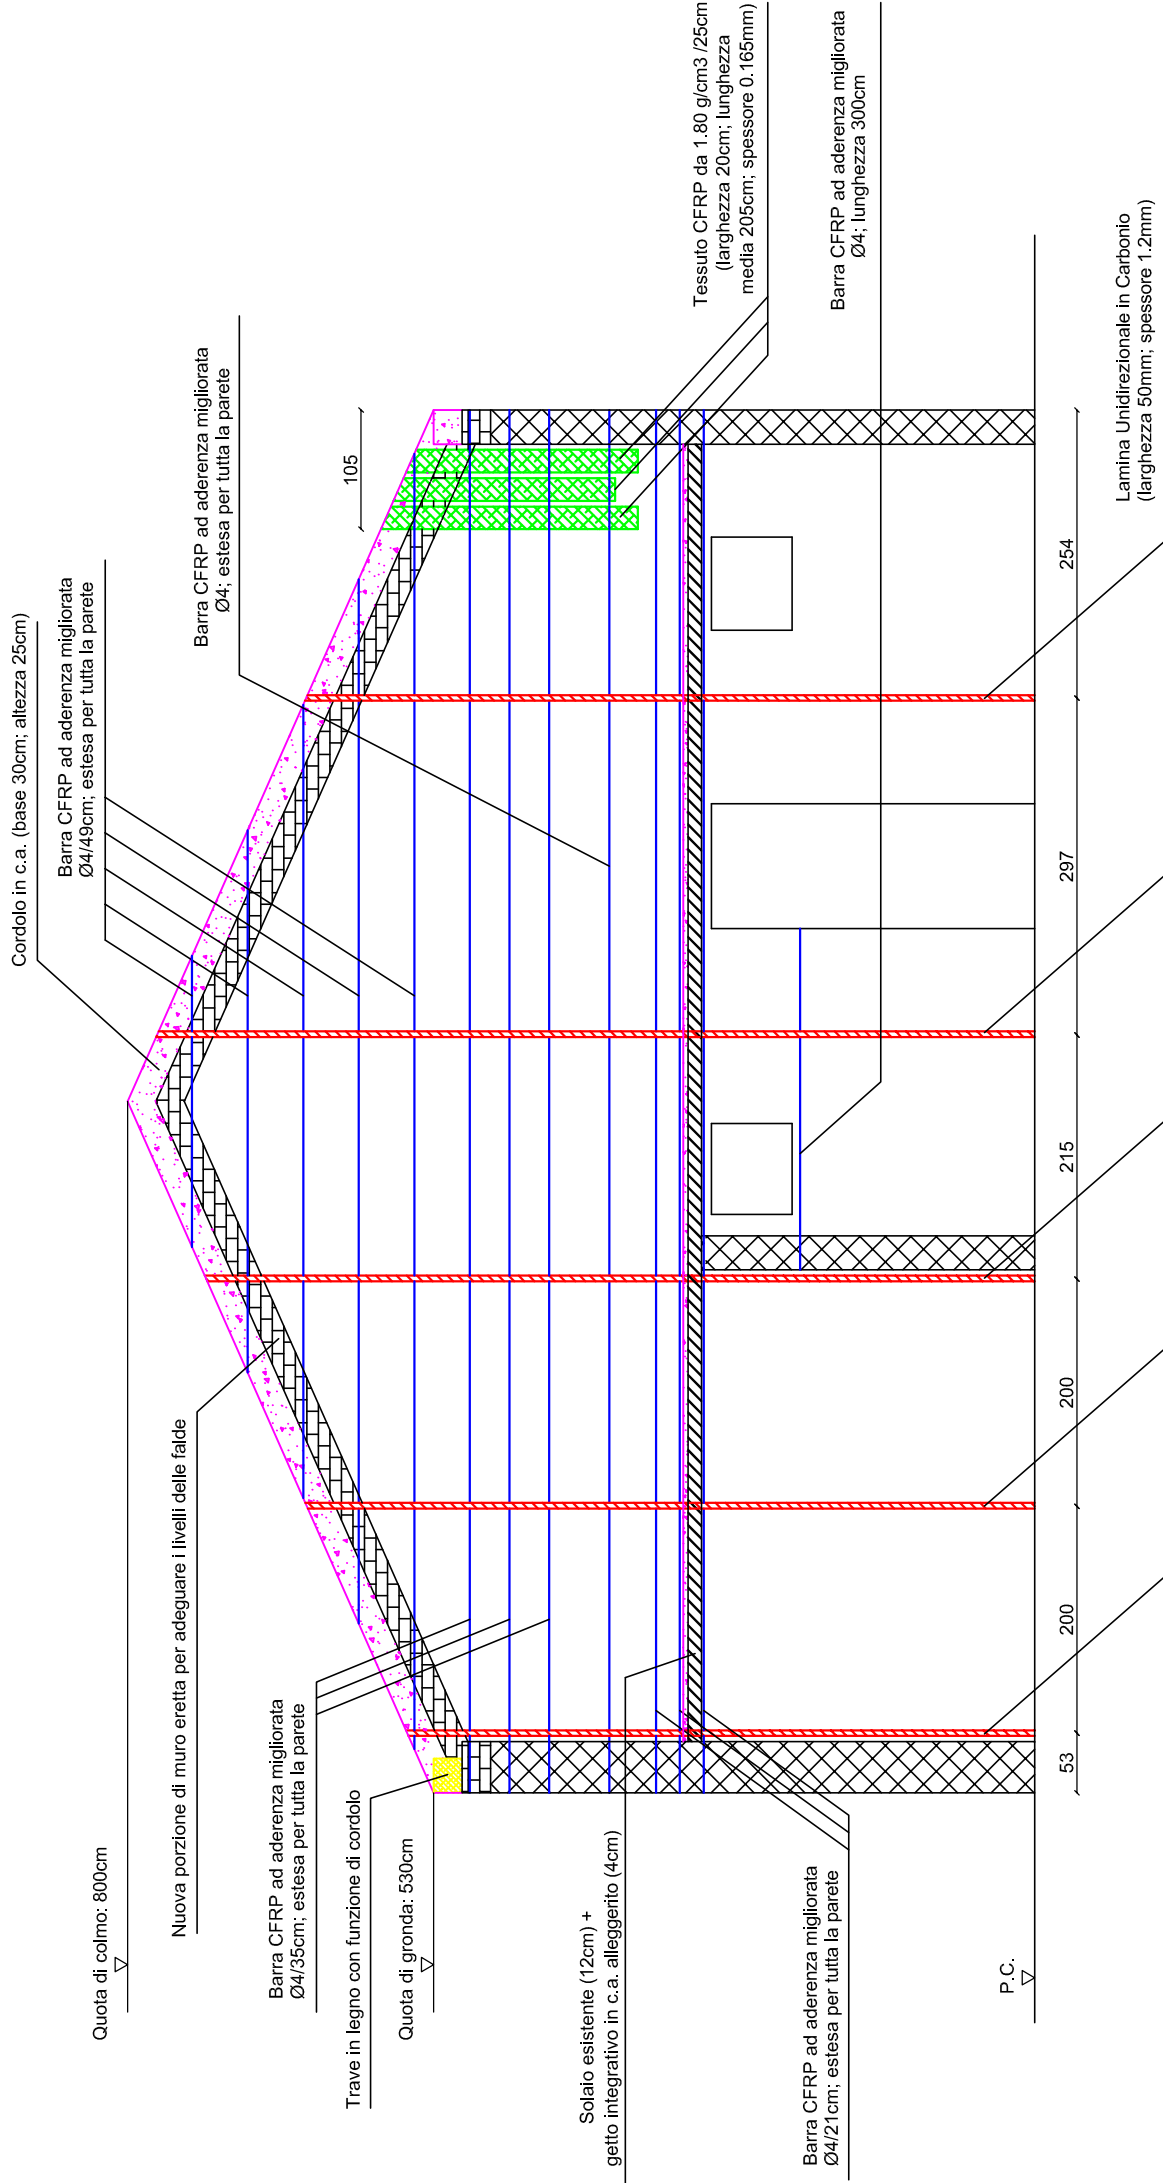 Quota di colmo: 800cm
Nuova porzione di muro eretta per adeguare i livelli delle falde
Barra CFRP ad aderenza migliorata
Ø4/35cm; estesa per tutta la parete
Trave in legno con funzione di cordolo
Quota di gronda: 530cm
Solaio esistente (12cm) +
getto integrativo in c.a. alleggerito (4cm)
Barra CFRP ad aderenza migliorata
Ø4/21cm; estesa per tutta la parete
P.C.
Cordolo in c.a. (base 30cm; altezza 25cm)
Barra CFRP ad aderenza migliorata
Ø4/49cm; estesa per tutta la parete
Barra CFRP ad aderenza migliorata
Ø4; estesa per tutta la parete
105
Tessuto CFRP da 1.80 g/cm3 /25cm
(larghezza 20cm; lunghezza
media 205cm; spessore 0.165mm)
Barra CFRP ad aderenza migliorata
Ø4; lunghezza 300cm
53
200
200
215
297
254
Lamina Unidirezionale in Carbonio
(larghezza 50mm; spessore 1.2mm)